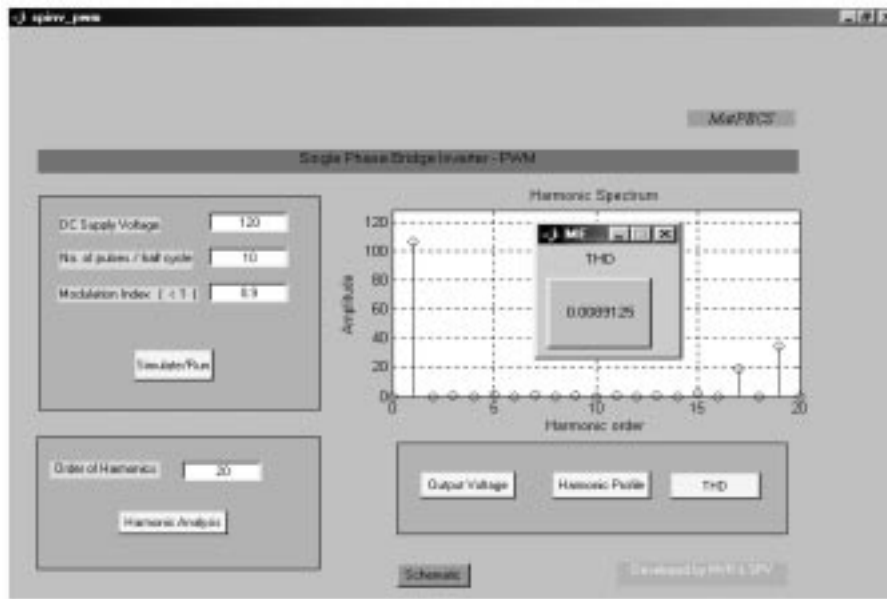 spinv_pwm
MatPECS
Single Phase Bridge Inverter - PWM
DC Supply Voltage 120
No. of pulses / half cycle 10
Modulation Index ( < 1 ) 0.9
Simulate/Run
Order of Harmonics 20
Harmonic Analysis
Harmonic Spectrum
Amplitude
120
100
80
60
40
20
0
0 5 10 15 20
Harmonic order
THD
0.0089125
Output Voltage Harmonic Profile THD
Schematic
Developed by MVR & SPV